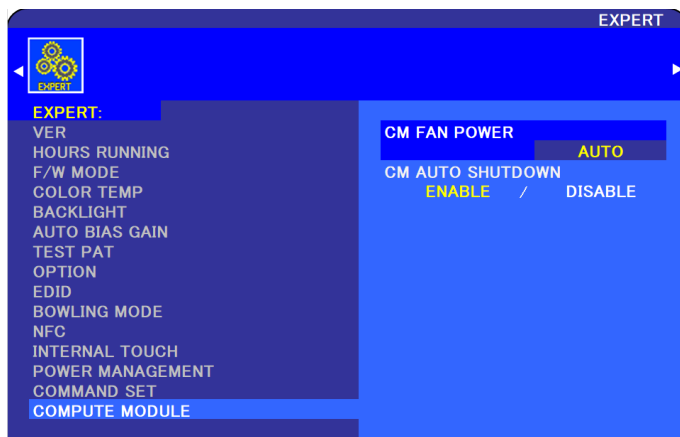 EXPERT
EXPERT
EXPERT:
VER
HOURS RUNNING
F/W MODE
COLOR TEMP
BACKLIGHT
AUTO BIAS GAIN
TEST PAT
OPTION
EDID
BOWLING MODE
NFC
INTERNAL TOUCH
POWER MANAGEMENT
COMMAND SET
COMPUTE MODULE
CM FAN POWER
AUTO
CM AUTO SHUTDOWN
ENABLE / DISABLE